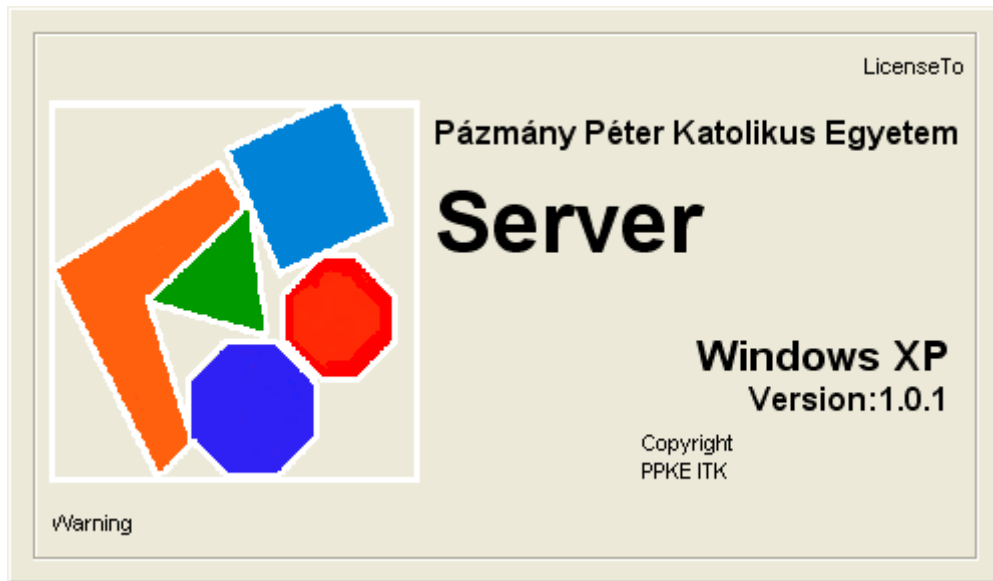 LicenseTo
Pázmány Péter Katolikus Egyetem
Server
Windows XP
Version:1.0.1
Copyright
PPKE ITK
Warning